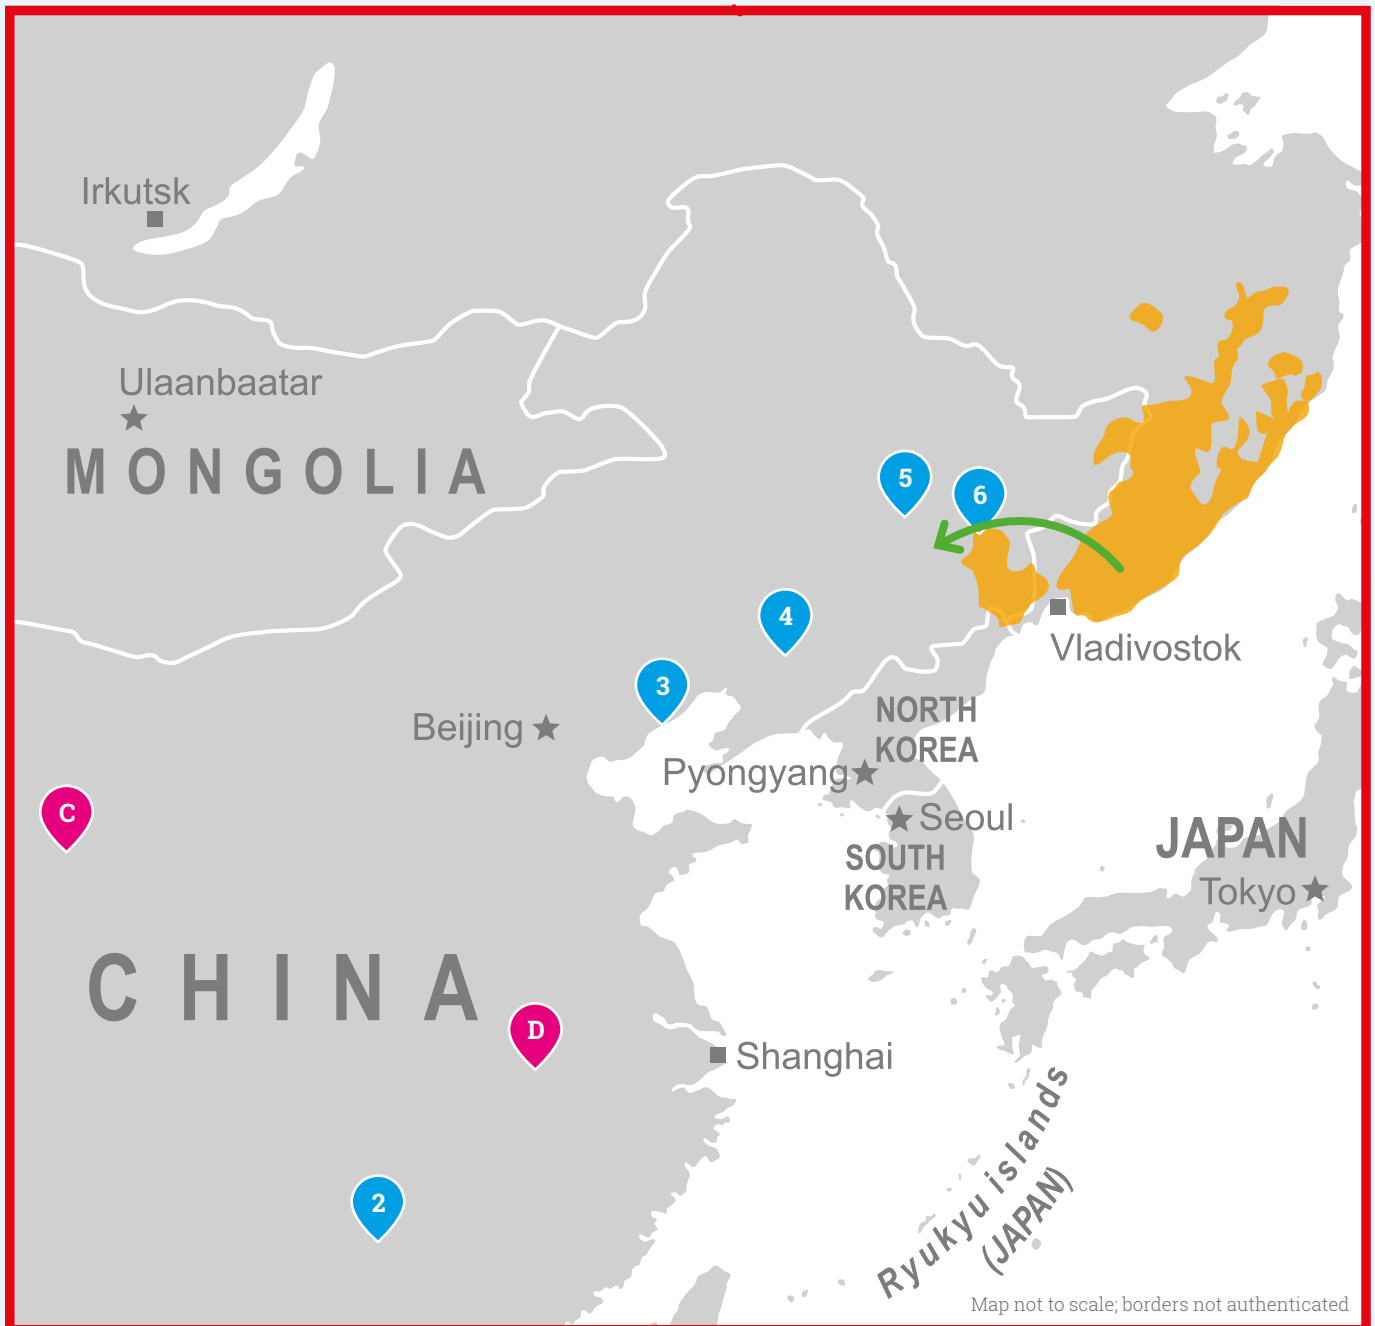 Irkutsk
Ulaanbaatar
MONGOLIA
5
6
4
Vladivostok
3
NORTH
KOREA
Beijing
Pyongyang
C
Seoul
JAPAN
SOUTH
KOREA
Tokyo
CHINA
D
Shanghai
2
Ryukyu islands
(JAPAN)
Map not to scale; borders not authenticated